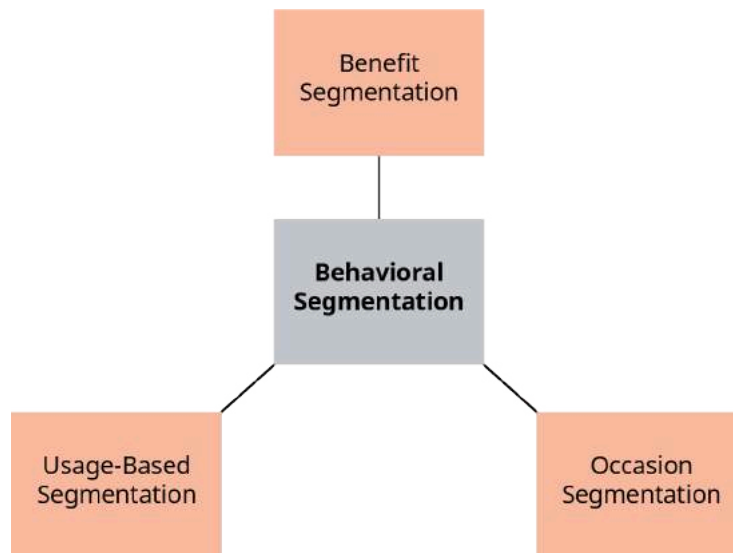 Benefit
Segmentation
Behavioral
Segmentation
Usage-Based
Segmentation
Occasion
Segmentation